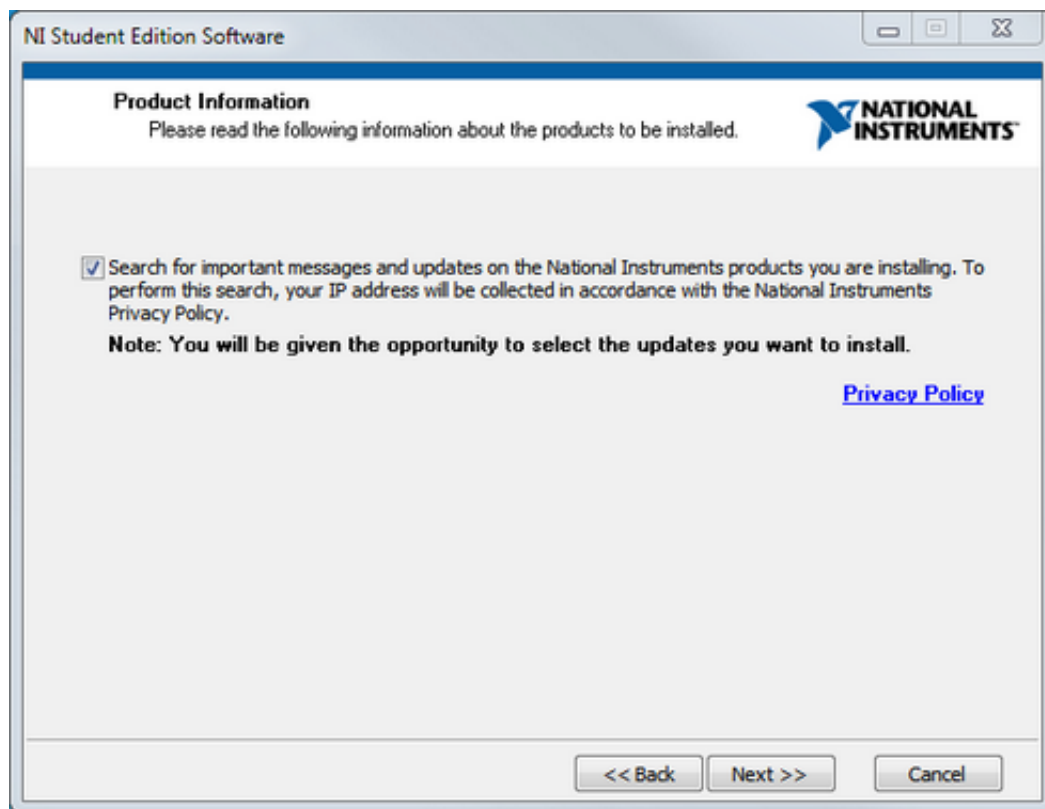 NI Student Edition Software
Product Information
Please read the following information about the products to be installed.
NATIONAL
INSTRUMENTS™
Search for important messages and updates on the National Instruments products you are installing. To
perform this search, your IP address will be collected in accordance with the National Instruments
Privacy Policy.
Note: You will be given the opportunity to select the updates you want to install.
Privacy Policy
<< Back Next >> Cancel